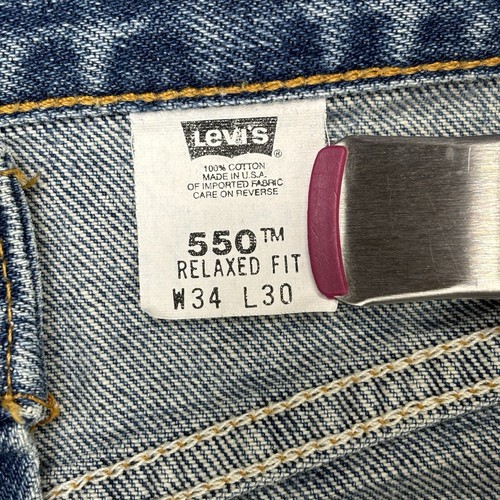 Levi's ®
100% COTTON
MADE IN U.S.A.
OF IMPORTED FABRIC
CARE ON REVERSE
550™
RELAXED FIT
W34 L30